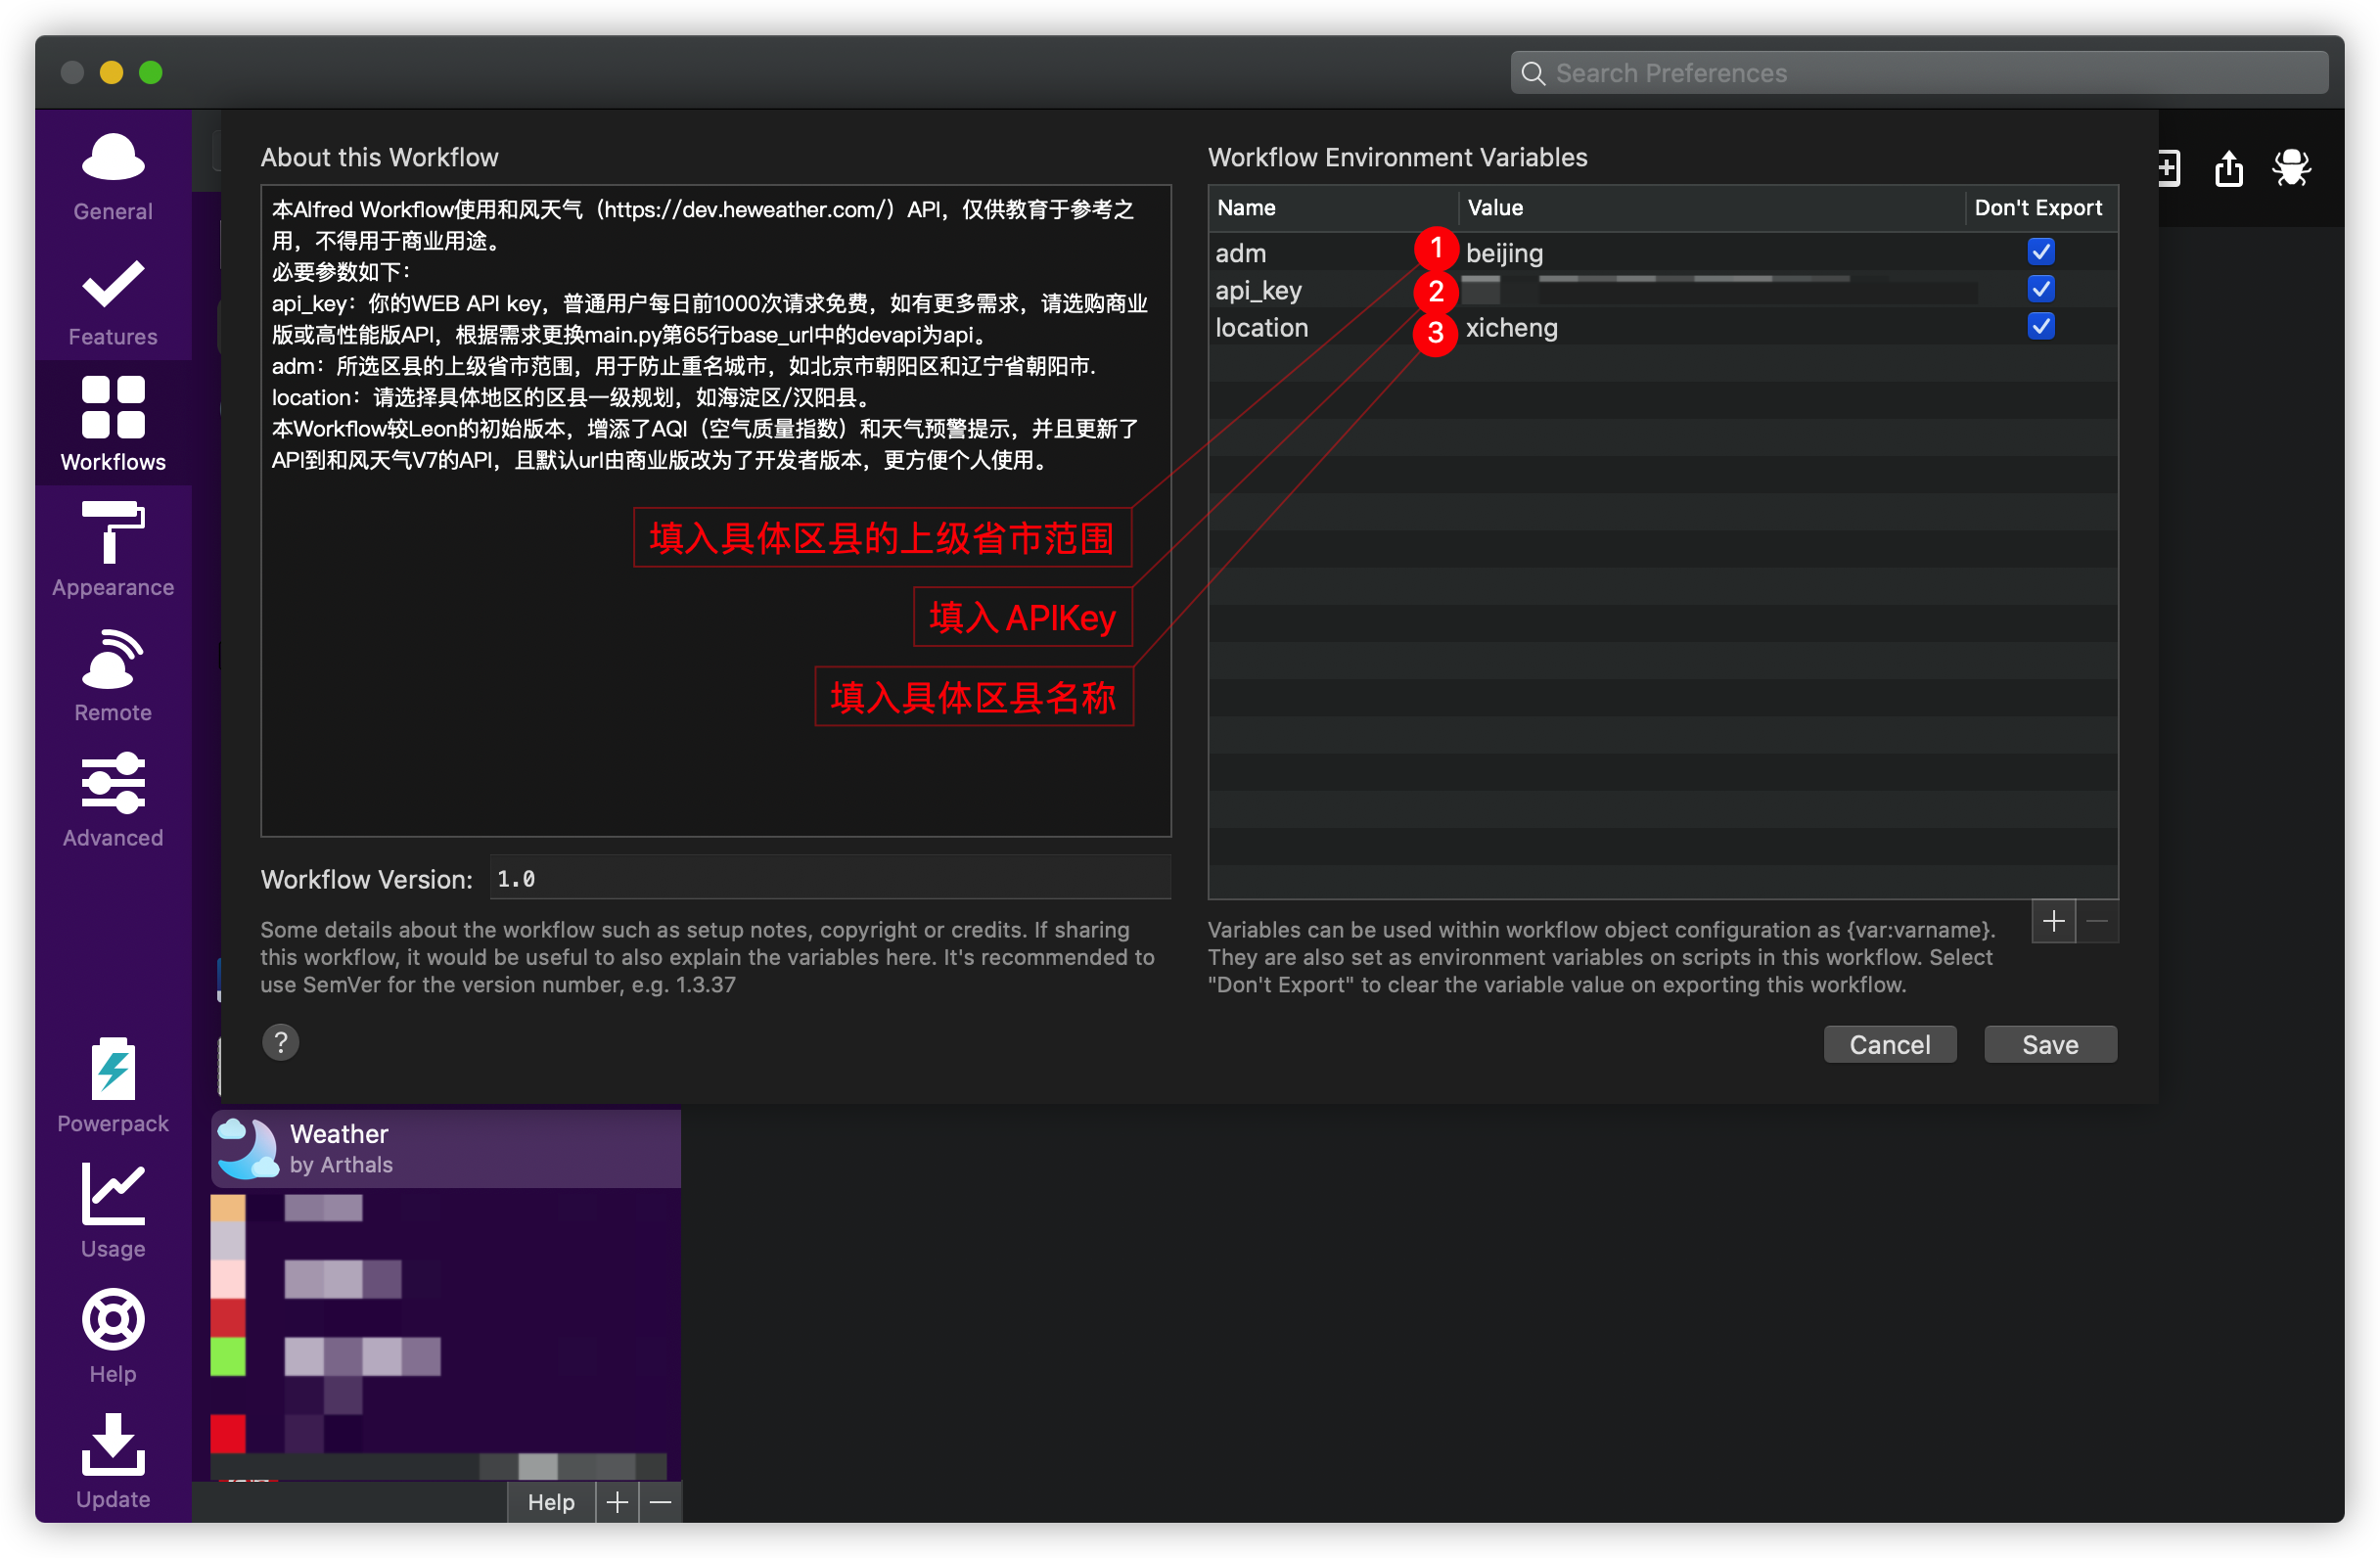 Search Preferences
General
Features
Workflows
Appearance
Remote
Advanced
Powerpack
Usage
Help
Update
About this Workflow
本Alfred Workflow使用和风天气（https://dev.heweather.com/）API，仅供教育于参考之
用，不得用于商业用途。
必要参数如下：
api_key：你的WEB API key，普通用户每日前1000次请求免费，如有更多需求，请选购商业
版或高性能版API，根据需求更换main.py第65行base_url中的devapi为api。
adm：所选区县的上级省市范围，用于防止重名城市，如北京市朝阳区和辽宁省朝阳市.
location：请选择具体地区的区县一级规划，如海淀区/汉阳县。
本Workflow较Leon的初始版本，增添了AQI（空气质量指数）和天气预警提示，并且更新了
API到和风天气V7的API，且默认url由商业版改为了开发者版本，更方便个人使用。
填入具体区县的上级省市范围
填入 APIKey
填入具体区县名称
Workflow Version: 1.0
Some details about the workflow such as setup notes, copyright or credits. If sharing
this workflow, it would be useful to also explain the variables here. It's recommended to
use SemVer for the version number, e.g. 1.3.37
?
Workflow Environment Variables
Name Value Don't Export
adm 1 beijing
api_key 2
location 3 xicheng
Variables can be used within workflow object configuration as {var:varname}.
They are also set as environment variables on scripts in this workflow. Select
"Don't Export" to clear the variable value on exporting this workflow.
Cancel Save
Weather
by Arthals
Help